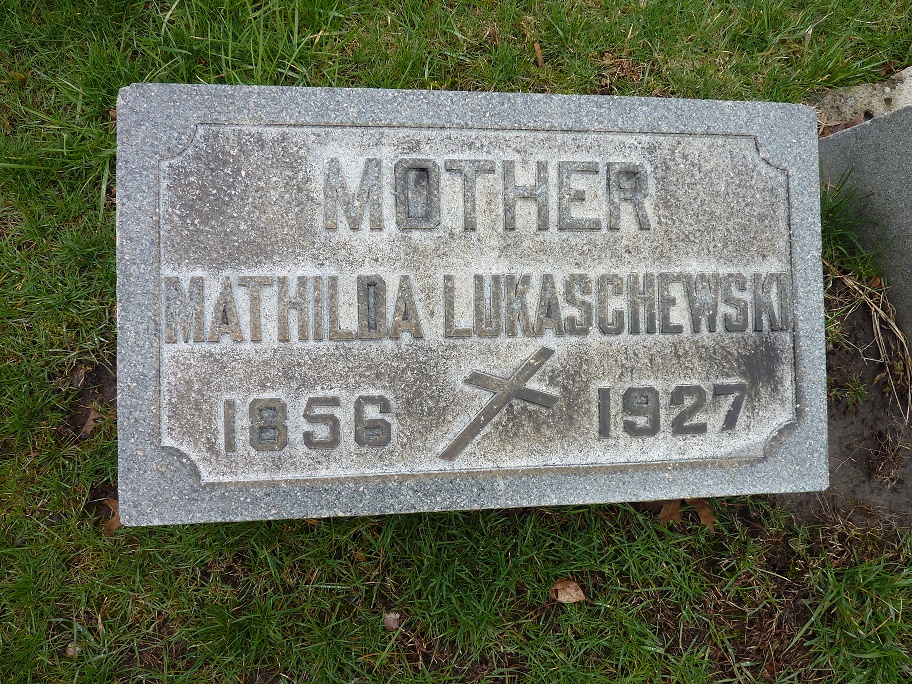 MOTHER
MATHILDA LUKASCHEWSKI
1856 1927